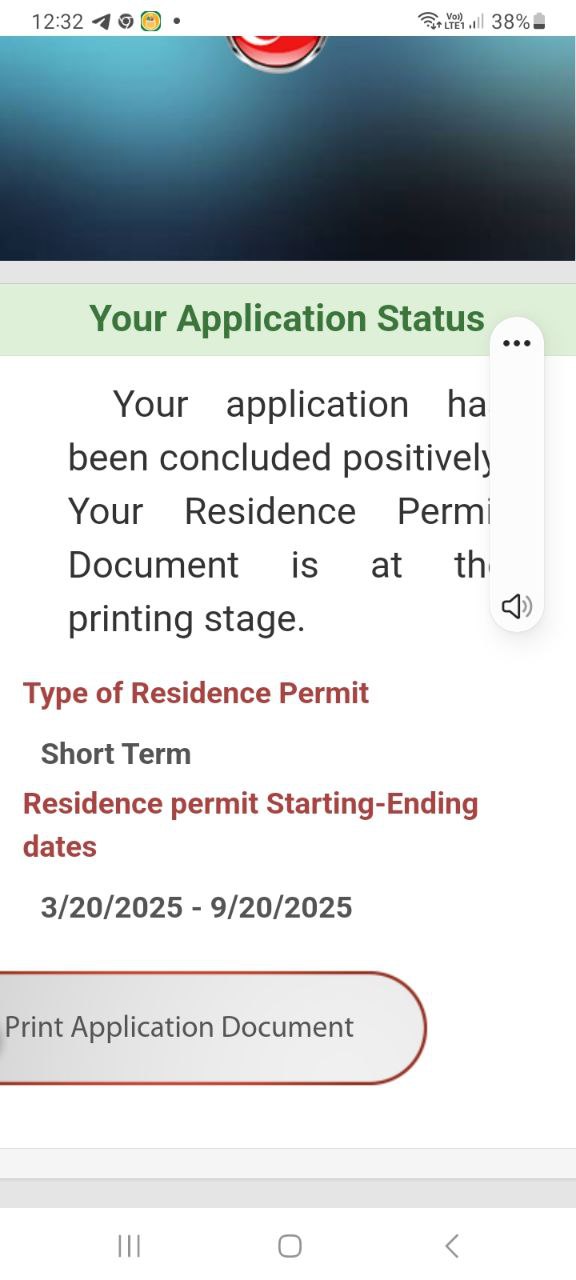 12:32 Vo)) LTE1 38%
Your Application Status
Your application ha
been concluded positively
Your Residence Permi
Document is at the
printing stage.
Type of Residence Permit
Short Term
Residence permit Starting-Ending
dates
3/20/2025 - 9/20/2025
Print Application Document